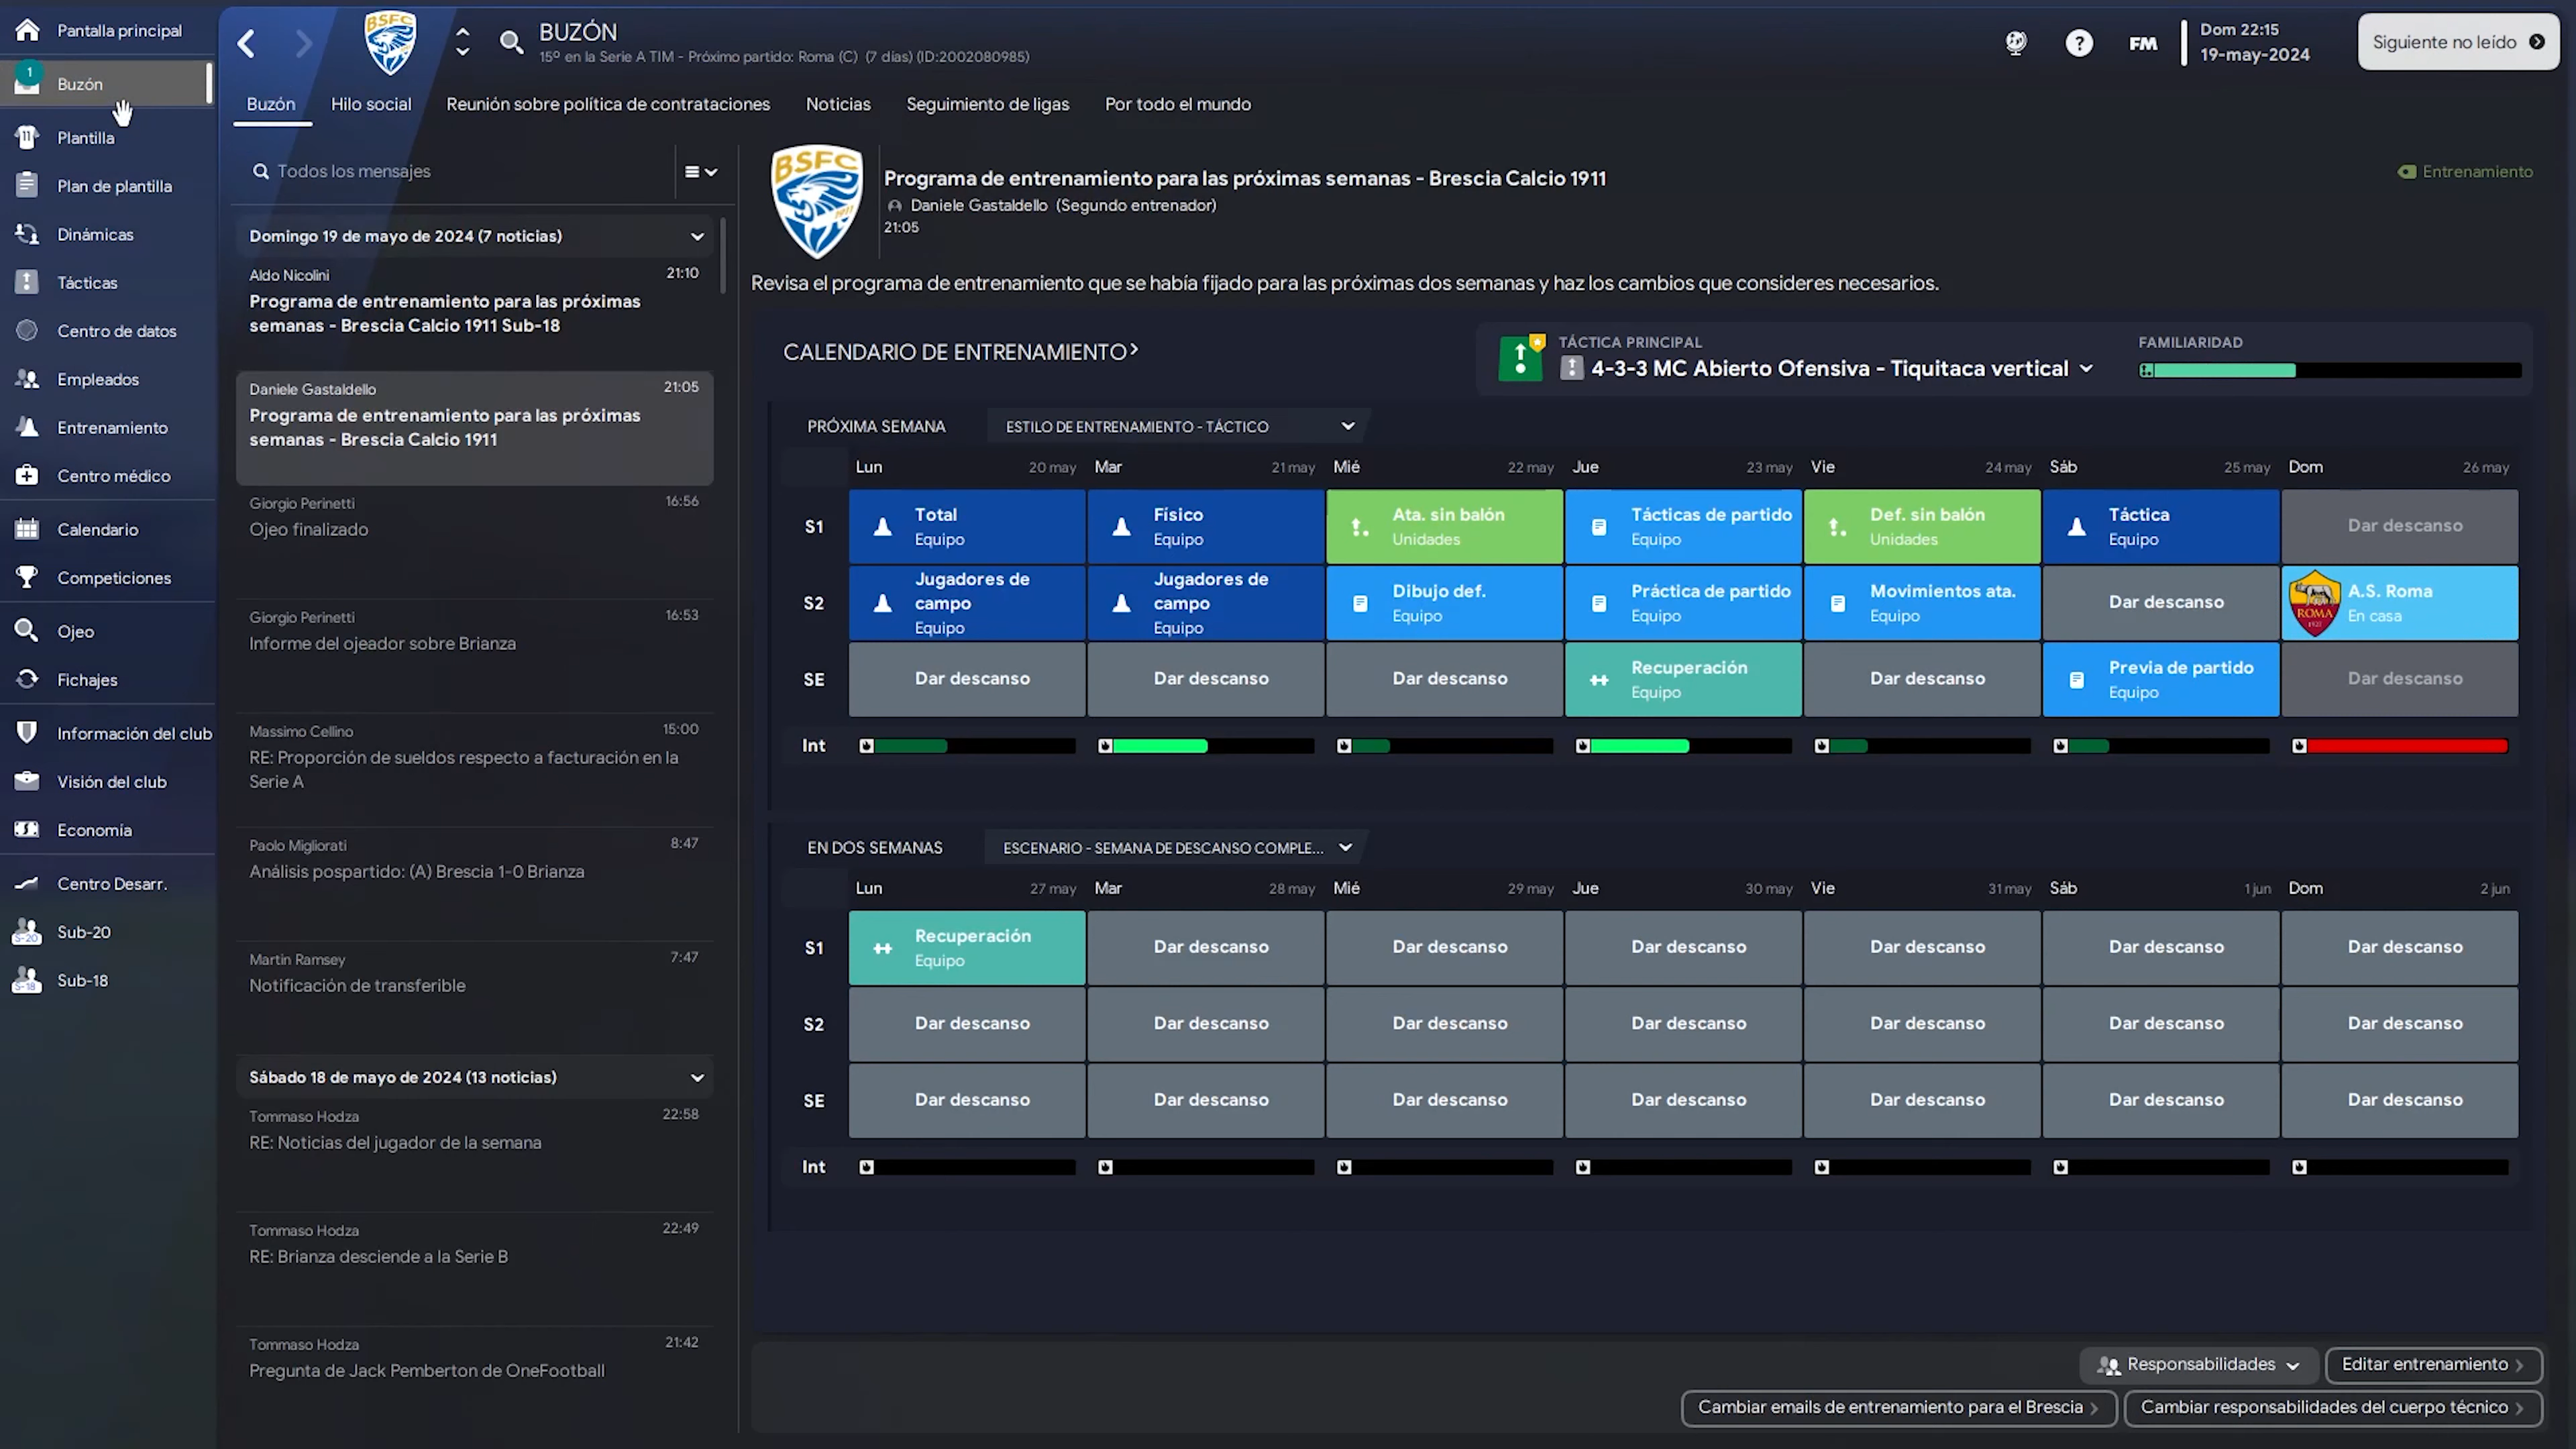 Pantalla principal
1
Buzón
Plantilla
Plan de plantilla
Dinámicas
Tácticas
Centro de datos
Empleados
Entrenamiento
Centro médico
Calendario
Competiciones
Ojeo
Fichajes
Información del club
Visión del club
Economía
Centro Desarr.
S-20
Sub-20
S-18
Sub-18
BSFC
BUZÓN
15º en la Serie A TIM - Próximo partido: Roma (C) (7 días) (ID:2002080985)
?
FM
Dom 22:15
19-may-2024
Siguiente no leído
Buzón
Hilo social
Reunión sobre política de contrataciones
Noticias
Seguimiento de ligas
Por todo el mundo
Todos los mensajes
Domingo 19 de mayo de 2024 (7 noticias)
Aldo Nicolini
21:10
Programa de entrenamiento para las próximas
semanas - Brescia Calcio 1911 Sub-18
Daniele Gastaldello
21:05
Programa de entrenamiento para las próximas
semanas - Brescia Calcio 1911
Giorgio Perinetti
16:56
Ojeo finalizado
Giorgio Perinetti
16:53
Informe del ojeador sobre Brianza
Massimo Cellino
15:00
RE: Proporción de sueldos respecto a facturación en la
Serie A
Paolo Migliorati
8:47
Análisis pospartido: (A) Brescia 1-0 Brianza
Martin Ramsey
7:47
Notificación de transferible
Sábado 18 de mayo de 2024 (13 noticias)
Tommaso Hodza
22:58
RE: Noticias del jugador de la semana
Tommaso Hodza
22:49
RE: Brianza desciende a la Serie B
Tommaso Hodza
21:42
Pregunta de Jack Pemberton de OneFootball
BSFC
1911
Programa de entrenamiento para las próximas semanas - Brescia Calcio 1911
Daniele Gastaldello (Segundo entrenador)
21:05
Entrenamiento
Revisa el programa de entrenamiento que se había fijado para las próximas dos semanas y haz los cambios que consideres necesarios.
CALENDARIO DE ENTRENAMIENTO
TÁCTICA PRINCIPAL
4-3-3 MC Abierto Ofensiva - Tiquitaca vertical
FAMILIARIDAD
PRÓXIMA SEMANA
ESTILO DE ENTRENAMIENTO - TÁCTICO
Lun 20 may Mar 21 may Mié 22 may Jue 23 may Vie 24 may Sáb 25 may Dom 26 may
S1
Total
Equipo
Físico
Equipo
Ata. sin balón
Unidades
Tácticas de partido
Equipo
Def. sin balón
Unidades
Táctica
Equipo
Dar descanso
S2
Jugadores de
campo
Equipo
Jugadores de
campo
Equipo
Dibujo def.
Equipo
Práctica de partido
Equipo
Movimientos ata.
Equipo
Dar descanso
ROMA
1927
A.S. Roma
En casa
SE
Dar descanso
Dar descanso
Dar descanso
Recuperación
Equipo
Dar descanso
Previa de partido
Equipo
Dar descanso
Int
EN DOS SEMANAS
ESCENARIO - SEMANA DE DESCANSO COMPLE...
Lun 27 may Mar 28 may Mié 29 may Jue 30 may Vie 31 may Sáb 1 jun Dom 2 jun
S1
Recuperación
Equipo
Dar descanso
Dar descanso
Dar descanso
Dar descanso
Dar descanso
Dar descanso
S2
Dar descanso
Dar descanso
Dar descanso
Dar descanso
Dar descanso
Dar descanso
Dar descanso
SE
Dar descanso
Dar descanso
Dar descanso
Dar descanso
Dar descanso
Dar descanso
Dar descanso
Int
Responsabilidades
Editar entrenamiento
Cambiar emails de entrenamiento para el Brescia
Cambiar responsabilidades del cuerpo técnico